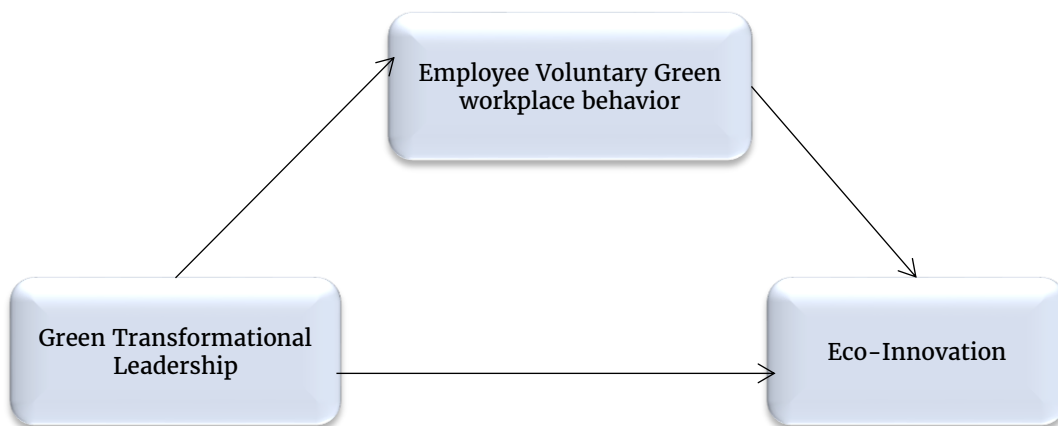 Employee Voluntary Green
workplace behavior
Green Transformational
Leadership
Eco-Innovation